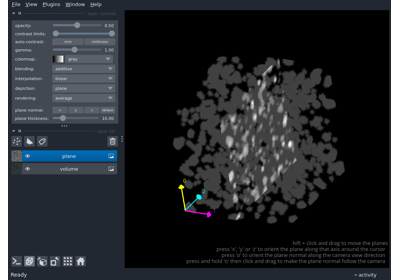 File View Plugins Window Help
opacity: 0.50
contrast limits:
auto-contrast: once continuous
gamma: 1.00
colormap: gray
blending: additive
interpolation: linear
depiction: plane
rendering: average
plane normal: x y z oblique
plane thickness: 10.00
plane
volume
shift + click and drag to move the planes
press 'x', 'y' or 'z' to orient the plane along that axis around the cursor
press 'o' to orient the plane normal along the camera view direction
press and hold 'o' then click and drag to make the plane normal follow the camera
Ready
activity